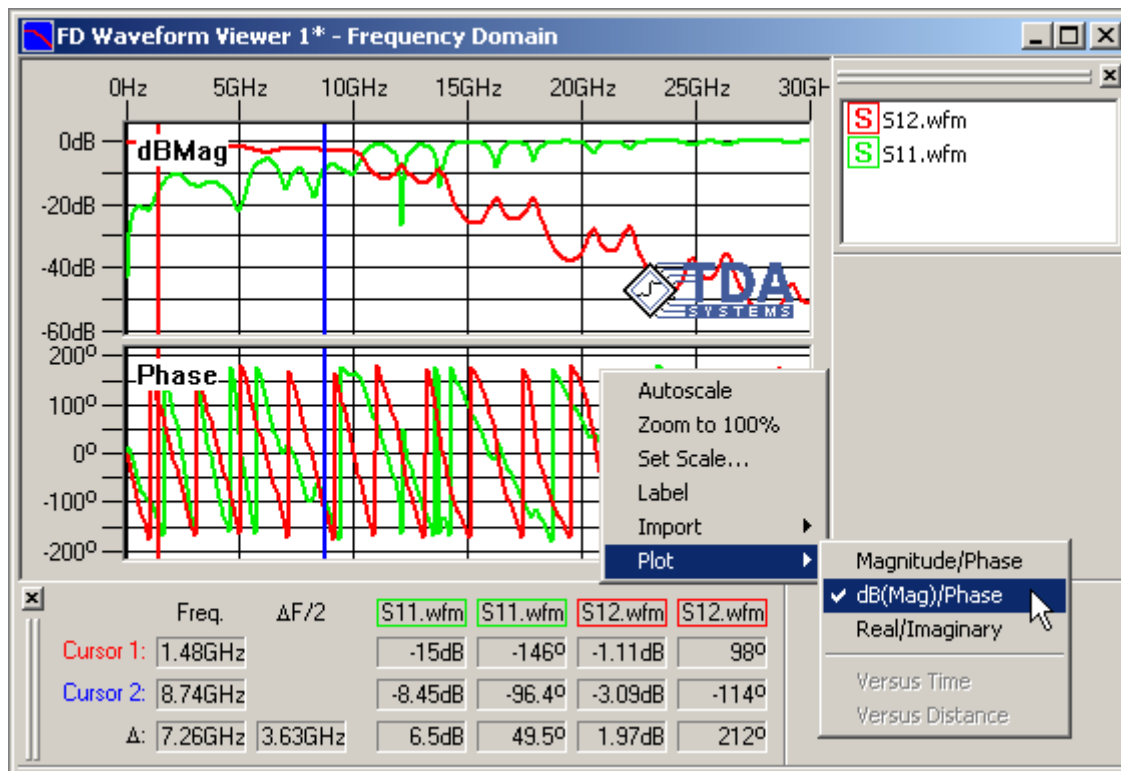 FD Waveform Viewer 1* - Frequency Domain
0Hz 5GHz 10GHz 15GHz 20GHz 25GHz 30GH
0dB
-20dB
-40dB
-60dB
dBMag
TDA
SYSTEMS
S S12.wfm
S S11.wfm
200º
100º
0º
-100º
-200º
Phase
Autoscale
Zoom to 100%
Set Scale...
Label
Import
Plot
Magnitude/Phase
dB(Mag)/Phase
Real/Imaginary
Versus Time
Versus Distance
Freq. ΔF/2 S11.wfm S11.wfm S12.wfm S12.wfm
Cursor 1: 1.48GHz -15dB -146º -1.11dB 98º
Cursor 2: 8.74GHz -8.45dB -96.4º -3.09dB -114º
Δ: 7.26GHz 3.63GHz 6.5dB 49.5º 1.97dB 212º